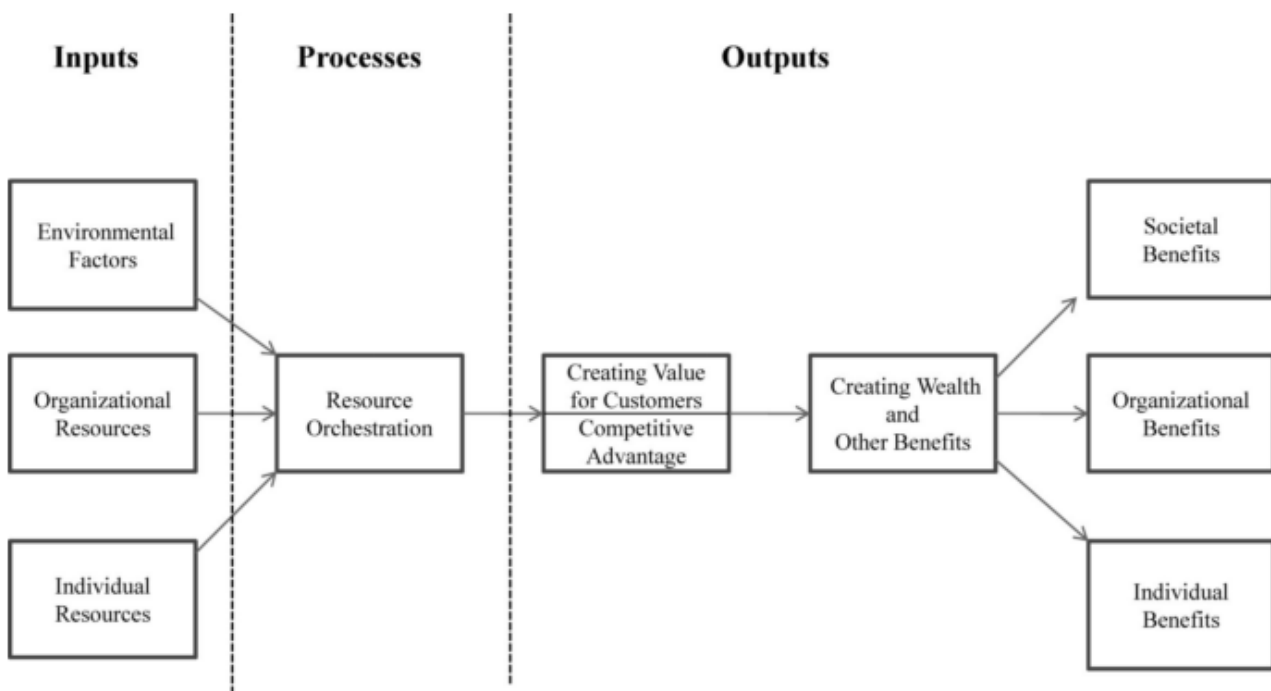 Inputs
Processes
Outputs
Environmental
Factors
Organizational
Resources
Individual
Resources
Resource
Orchestration
Creating Value
for Customers
Competitive
Advantage
Creating Wealth
and
Other Benefits
Societal
Benefits
Organizational
Benefits
Individual
Benefits